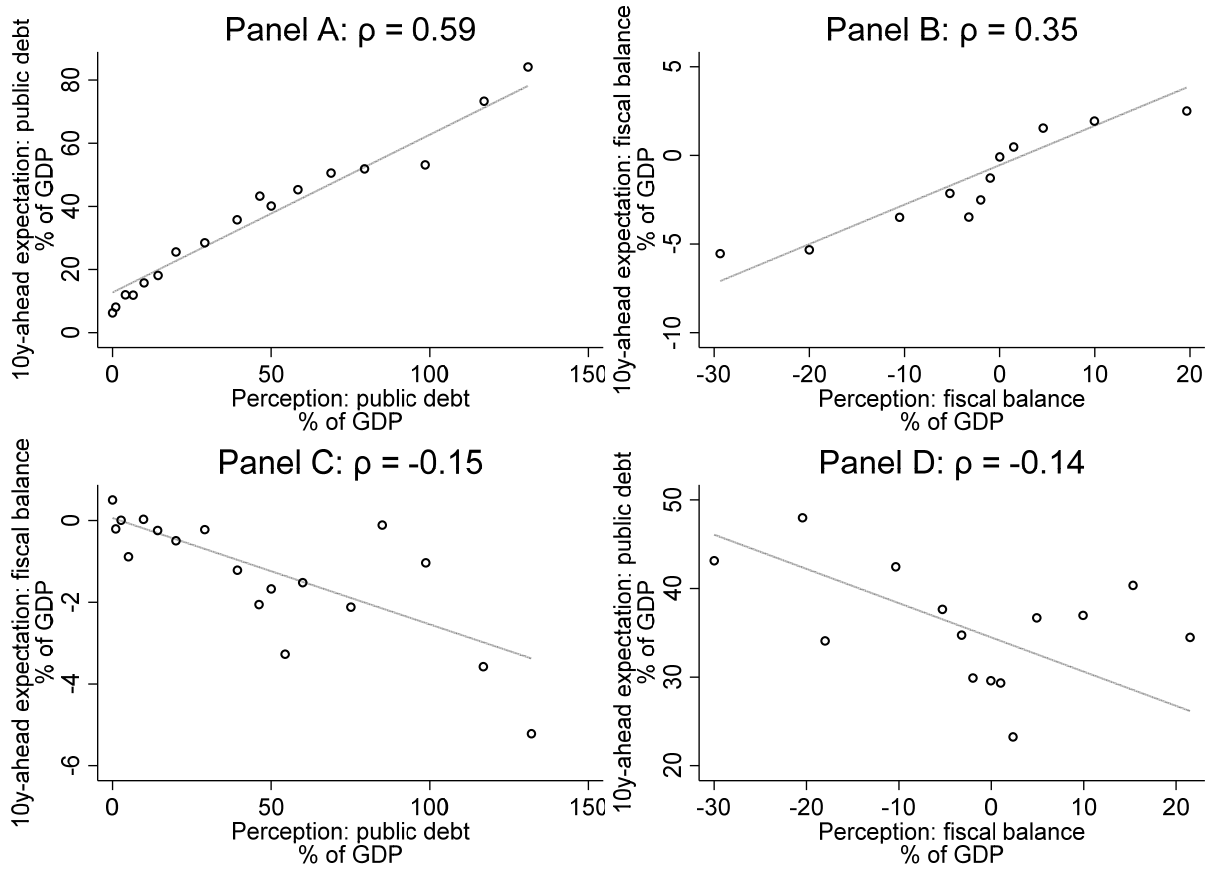 Panel A: ρ = 0.59
10y-ahead expectation: public debt
% of GDP
80
60
40
20
0
0 50 100 150
Perception: public debt
% of GDP
Panel B: ρ = 0.35
10y-ahead expectation: fiscal balance
% of GDP
5
0
-5
-10
-30 -20 -10 0 10 20
Perception: fiscal balance
% of GDP
Panel C: ρ = -0.15
10y-ahead expectation: fiscal balance
% of GDP
0
-2
-4
-6
0 50 100 150
Perception: public debt
% of GDP
Panel D: ρ = -0.14
10y-ahead expectation: public debt
% of GDP
50
40
30
20
-30 -20 -10 0 10 20
Perception: fiscal balance
% of GDP